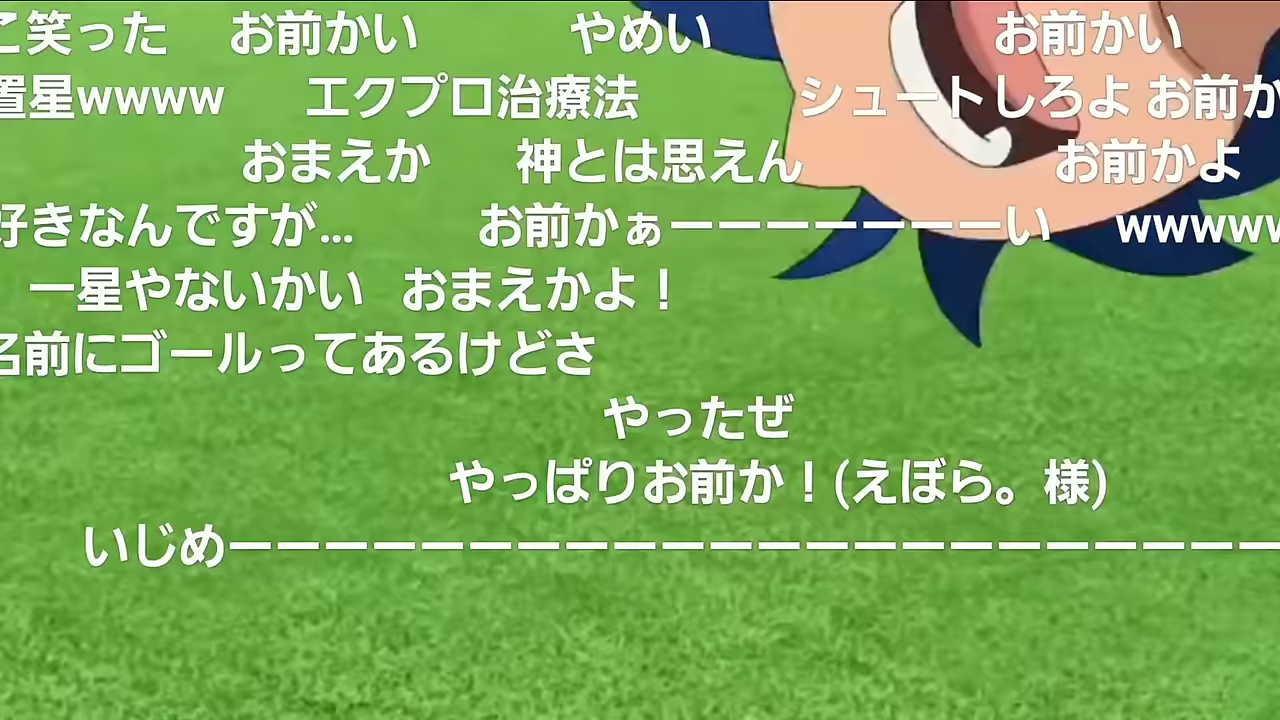 こ笑った お前かい やめい お前かい
置星wwww エクプロ治療法 シュートしろよ お前か
おまえか 神とは思えん お前かよ
好きなんですが... お前かぁーーーーーーーい wwwww
一星やないかい おまえかよ！
名前にゴールってあるけどさ
やったぜ
やっぱりお前か！(えぼら。様)
いじめーーーーーーーーーーーーーーーーーーーーーー